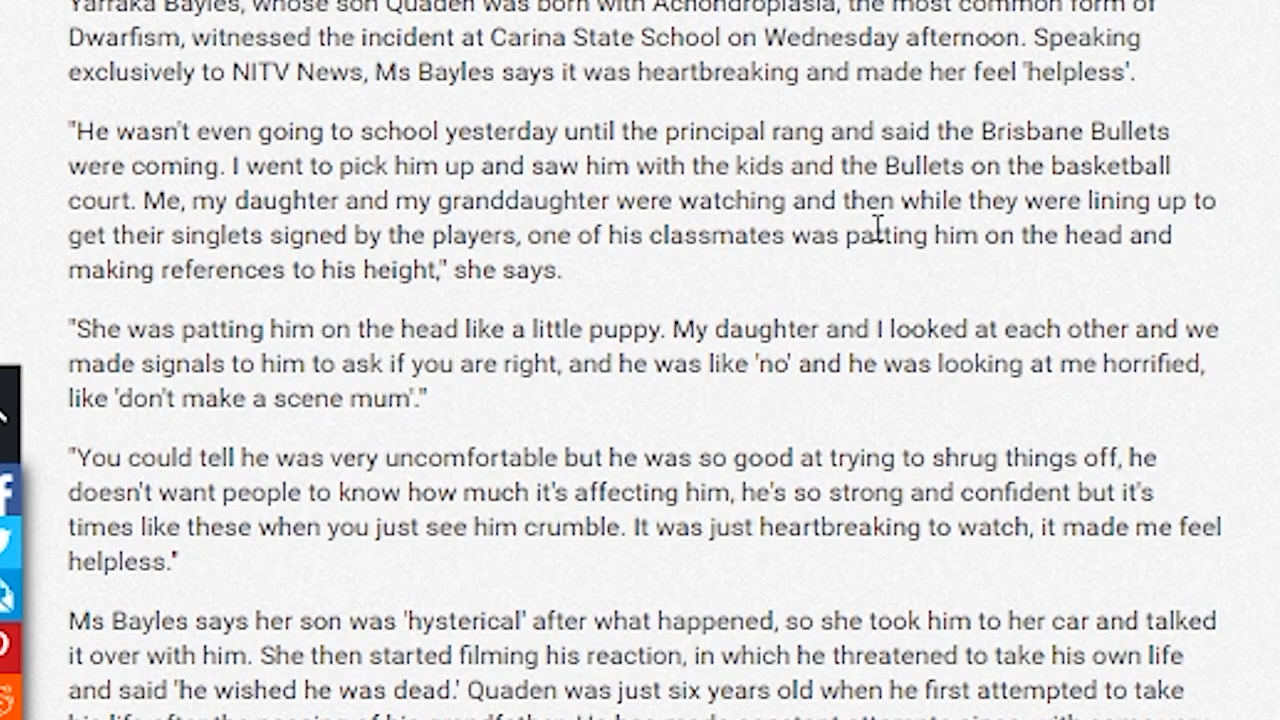 Yarraka Bayles, whose son Quaden was born with Achondroplasia, the most common form of
Dwarfism, witnessed the incident at Carina State School on Wednesday afternoon. Speaking
exclusively to NITV News, Ms Bayles says it was heartbreaking and made her feel 'helpless'.
"He wasn't even going to school yesterday until the principal rang and said the Brisbane Bullets
were coming. I went to pick him up and saw him with the kids and the Bullets on the basketball
court. Me, my daughter and my granddaughter were watching and then while they were lining up to
get their singlets signed by the players, one of his classmates was patting him on the head and
making references to his height," she says.
"She was patting him on the head like a little puppy. My daughter and I looked at each other and we
made signals to him to ask if you are right, and he was like 'no' and he was looking at me horrified,
like 'don't make a scene mum'."
"You could tell he was very uncomfortable but he was so good at trying to shrug things off, he
doesn't want people to know how much it's affecting him, he's so strong and confident but it's
times like these when you just see him crumble. It was just heartbreaking to watch, it made me feel
helpless."
Ms Bayles says her son was 'hysterical' after what happened, so she took him to her car and talked
it over with him. She then started filming his reaction, in which he threatened to take his own life
and said 'he wished he was dead.' Quaden was just six years old when he first attempted to take